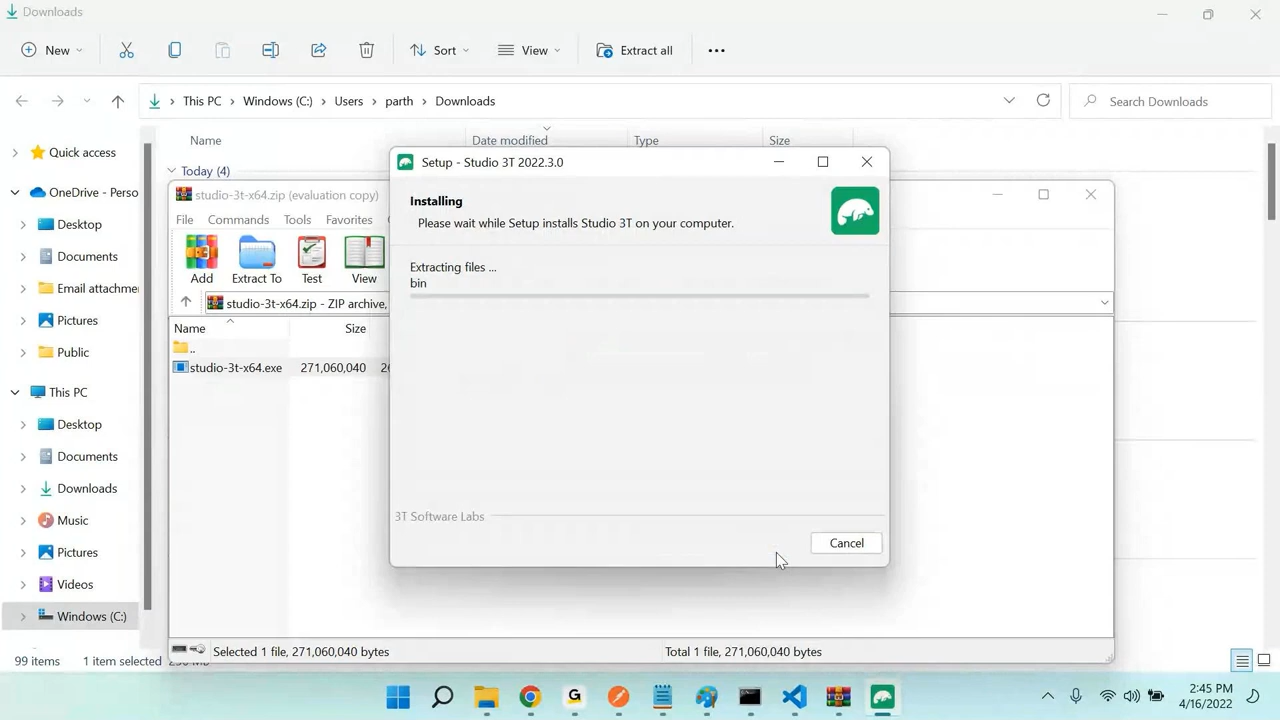 Downloads
New
Sort
View
Extract all
This PC
Windows (C:)
Users
parth
Downloads
Search Downloads
Name
Date modified
Type
Size
Today (4)
Quick access
OneDrive - Perso
Desktop
Documents
Email attachme
Pictures
Public
This PC
Desktop
Documents
Downloads
Music
Pictures
Videos
Windows (C:)
99 items
1 item selected
studio-3t-x64.zip (evaluation copy)
File
Commands
Tools
Favorites
Add
Extract To
Test
View
studio-3t-x64.zip - ZIP archive,
Name
Size
..
studio-3t-x64.exe
271,060,040
Selected 1 file, 271,060,040 bytes
Total 1 file, 271,060,040 bytes
Setup - Studio 3T 2022.3.0
Installing
Please wait while Setup installs Studio 3T on your computer.
Extracting files ...
bin
3T Software Labs
Cancel
2:45 PM
4/16/2022